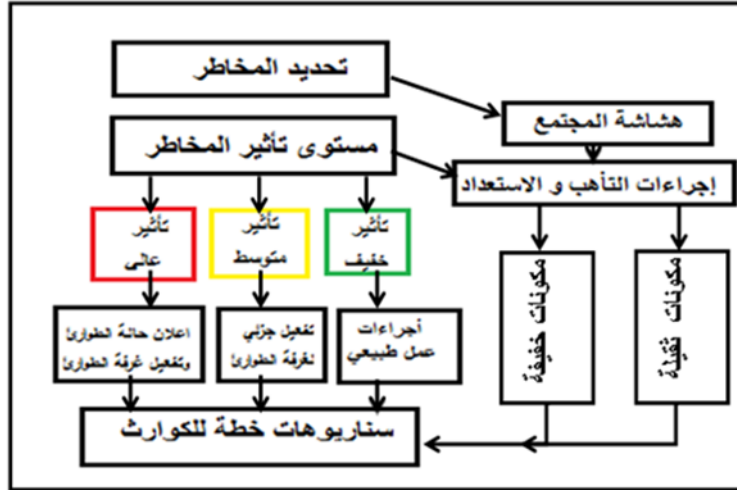 تحديد المخاطر
هشاشة المجتمع
مستوى تأثير المخاطر
إجراءات التأهب و الاستعداد
تأثير
خفيف
تأثير
متوسط
تأثير
عالى
مكونات ثقيلة
مكونات خفيفة
أجراءات
عمل طبيعي
تفعيل جزئي
لغرفة الطوارئ
اعلان حالة الطوارئ
وتفعيل غرفة الطوارئ
سناريوهات خطة للكوارث